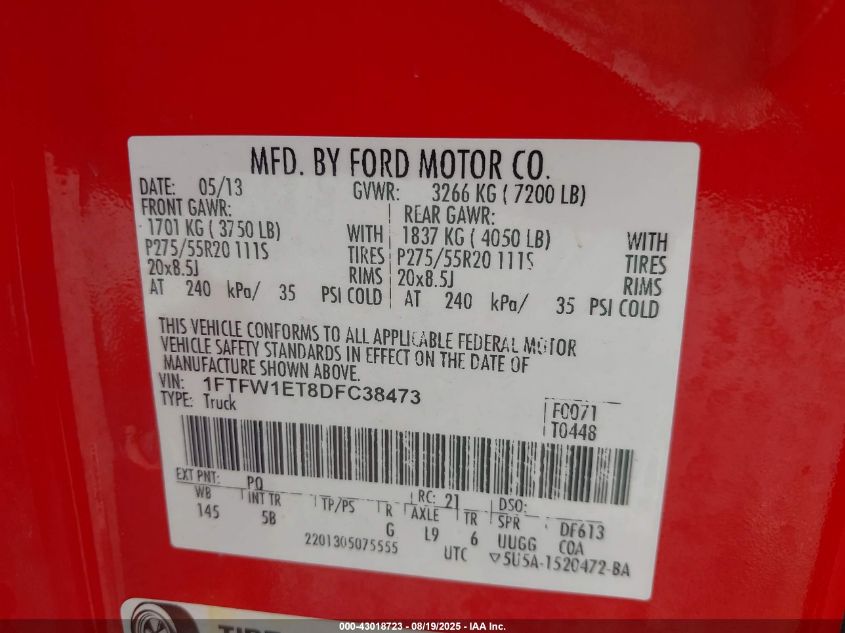 MFD. BY FORD MOTOR CO.
DATE: 05/13 GVWR: 3266 KG ( 7200 LB)
FRONT GAWR: REAR GAWR:
1701 KG ( 3750 LB) WITH 1837 KG ( 4050 LB) WITH
P275/55R20 111S TIRES P275/55R20 111S TIRES
20x8.5J RIMS 20x8.5J RIMS
AT 240 kPa/ 35 PSI COLD AT 240 kPa/ 35 PSI COLD
THIS VEHICLE CONFORMS TO ALL APPLICABLE FEDERAL MOTOR
VEHICLE SAFETY STANDARDS IN EFFECT ON THE DATE OF
MANUFACTURE SHOWN ABOVE.
VIN: 1FTFW1ET8DFC38473
TYPE: Truck
F0071
T0448
EXT PNT: PQ RC: 21 DSO:
WB INT TR TP/PS R AXLE TR SPR DF613
145 5B G L9 6 UUGG COA
2201305075555 UTC ▽5U5A-1520472-BA
TIRE
000-43018723 - 08/19/2025 - IAA Inc.